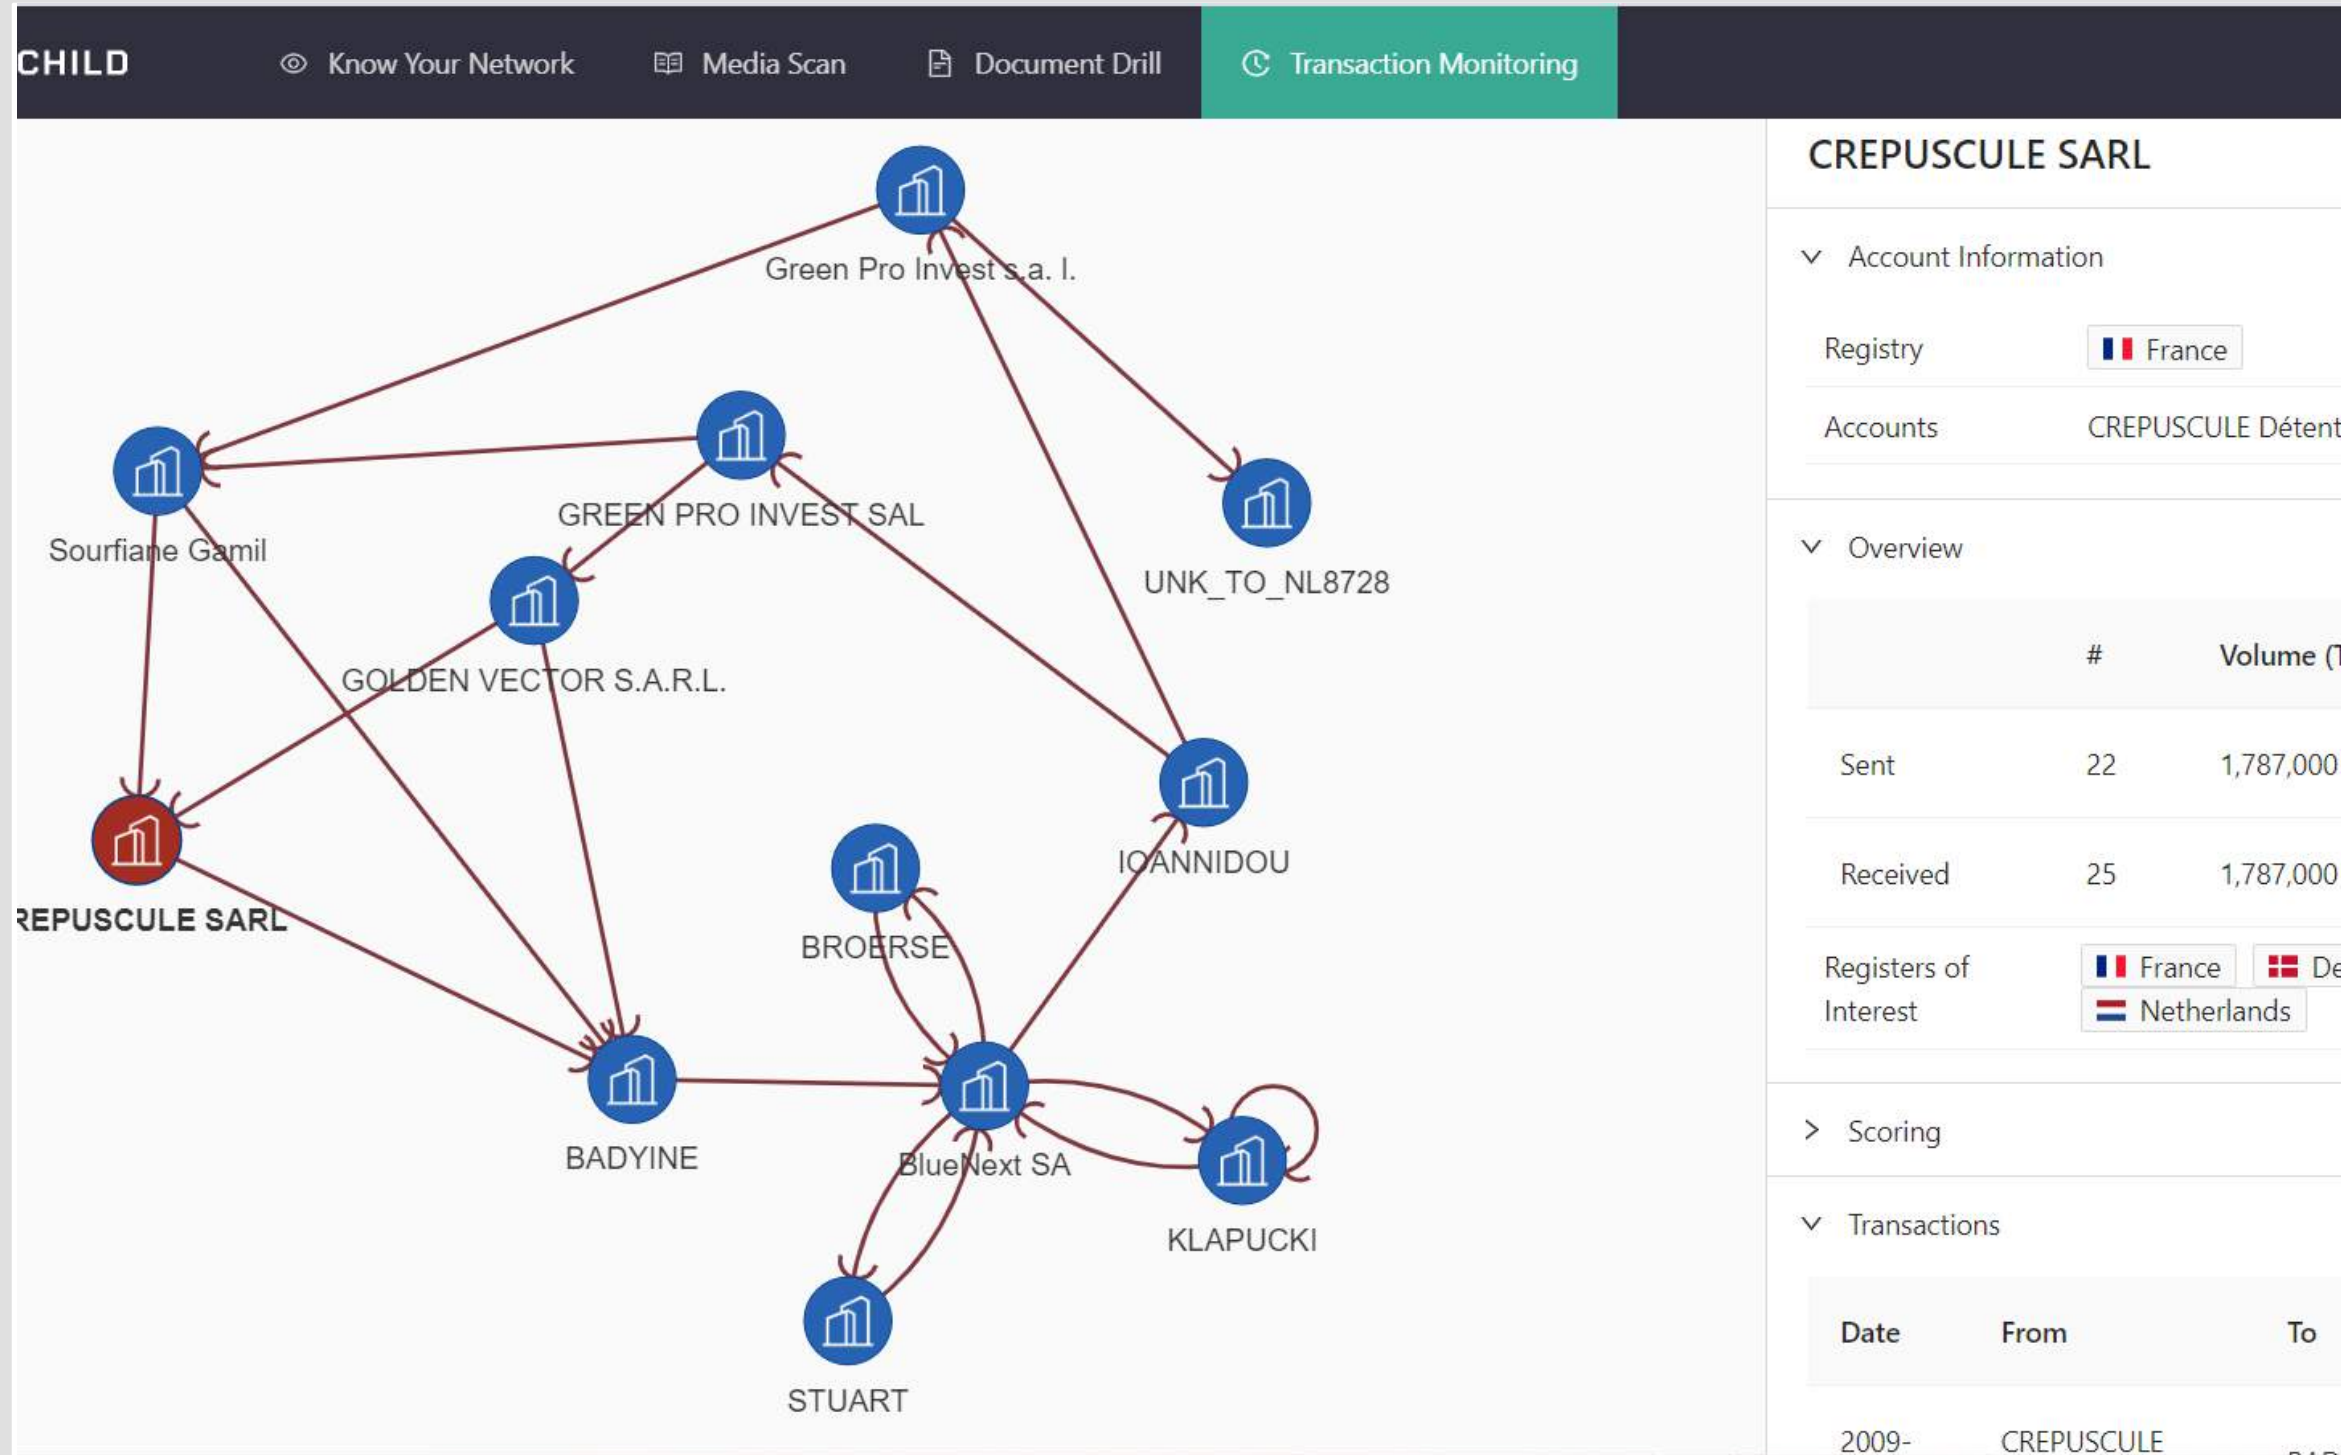 CHILD
Know Your Network
Media Scan
Document Drill
Transaction Monitoring
Green Pro Invest s.a. l.
GREEN PRO INVEST SAL
Sourfiane Gamil
UNK_TO_NL8728
GOLDEN VECTOR S.A.R.L.
IOANNIDOU
REPUSCULE SARL
BROERSE
BADYINE
BlueNext SA
KLAPUCKI
STUART
CREPUSCULE SARL
Account Information
Registry France
Accounts CREPUSCULE Détent
Overview
# Volume (T
Sent 22 1,787,000
Received 25 1,787,000
Registers of France De
Interest Netherlands
Scoring
Transactions
Date From To
2009- CREPUSCULE